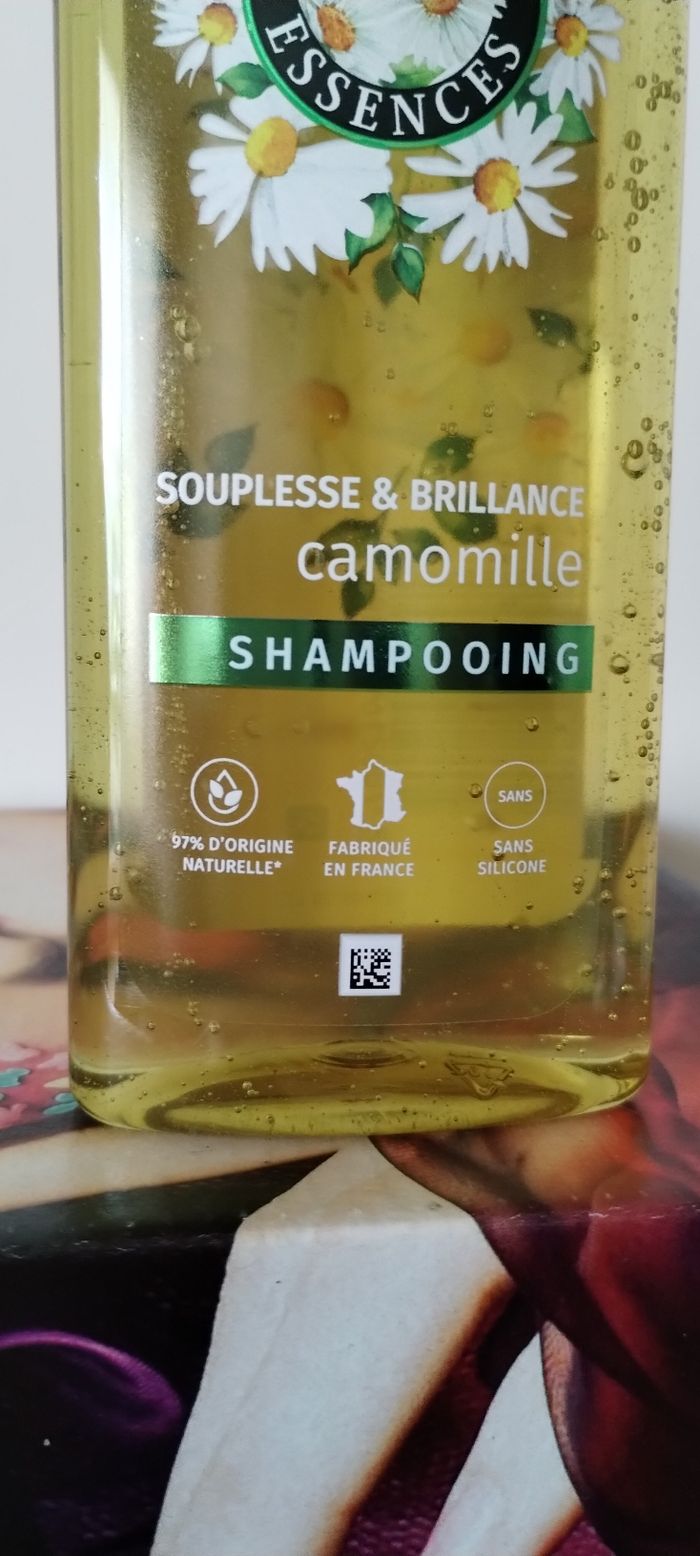 ESSENCES
SOUPLESSE & BRILLANCE
camomille
SHAMPOOING
SANS
97% D'ORIGINE
NATURELLE*
FABRIQUÉ
EN FRANCE
SANS
SILICONE